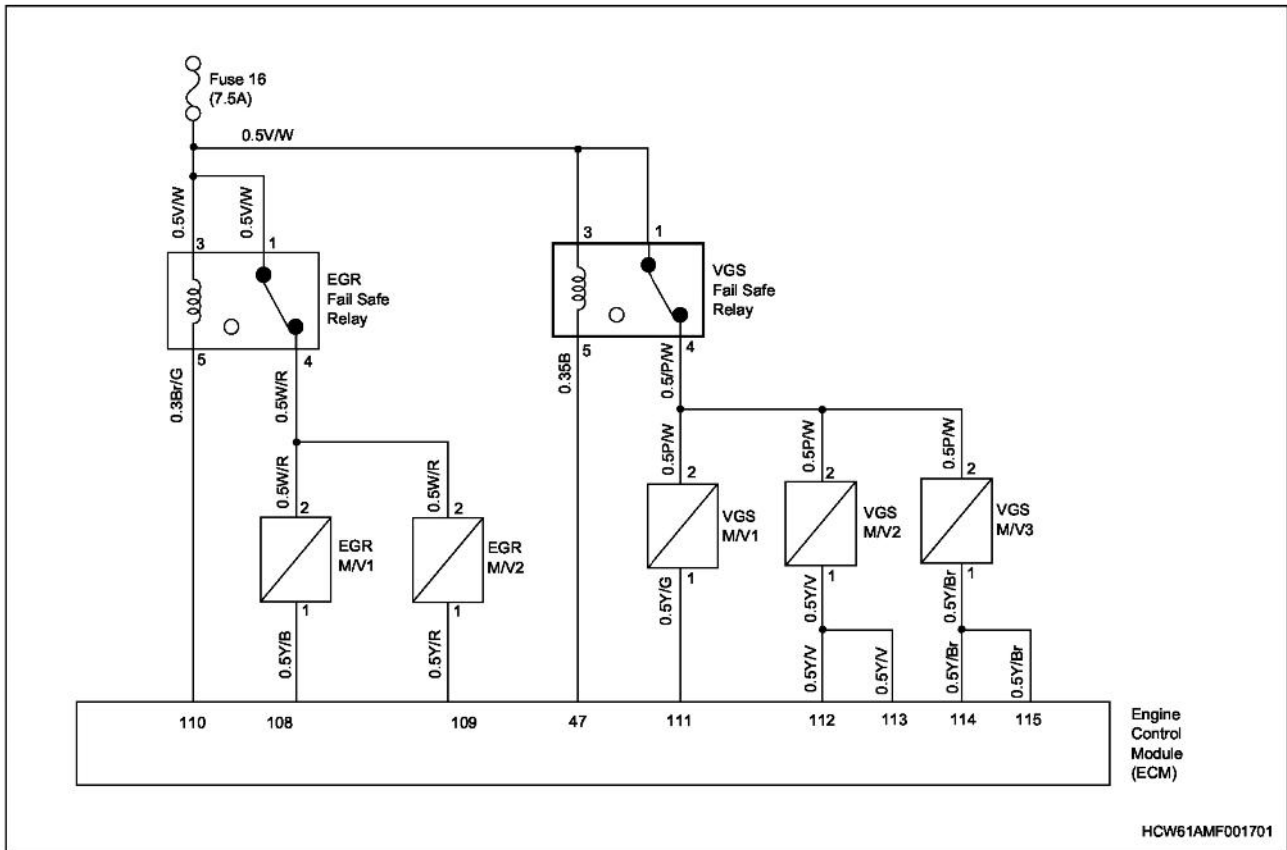 Fuse 16
(7.5A)
0.5V/W
0.5V/W
0.5V/W
3
1
EGR
Fail Safe
Relay
5
4
3
1
VGS
Fail Safe
Relay
5
4
0.3Br/G
0.5W/R
0.35B
0.5/P/W
0.5W/R
0.5W/R
0.5P/W
0.5P/W
0.5P/W
2
EGR
M/V1
1
2
EGR
M/V2
1
2
VGS
M/V1
1
2
VGS
M/V2
1
2
VGS
M/V3
1
0.5Y/B
0.5Y/R
0.5Y/G
0.5Y/V
0.5Y/Br
0.5Y/V
0.5Y/V
0.5Y/Br
0.5Y/Br
110
108
109
47
111
112
113
114
115
Engine
Control
Module
(ECM)
HCW61AMF001701